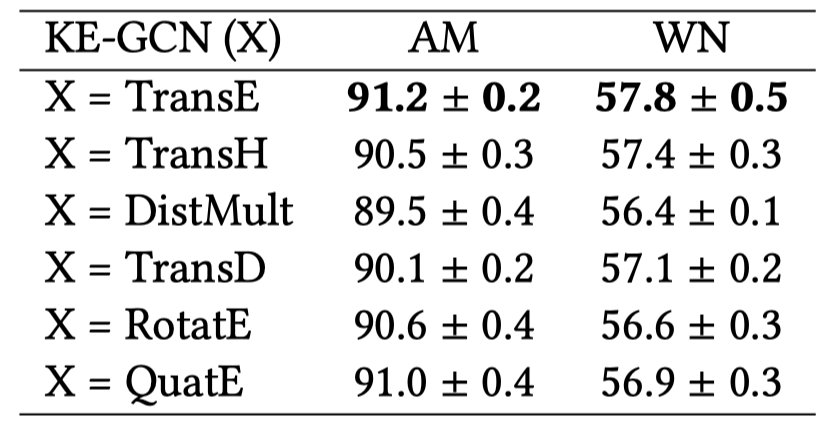 KE-GCN (X) AM WN
X = TransE 91.2 ± 0.2 57.8 ± 0.5
X = TransH 90.5 ± 0.3 57.4 ± 0.3
X = DistMult 89.5 ± 0.4 56.4 ± 0.1
X = TransD 90.1 ± 0.2 57.1 ± 0.2
X = RotatE 90.6 ± 0.4 56.6 ± 0.3
X = QuatE 91.0 ± 0.4 56.9 ± 0.3